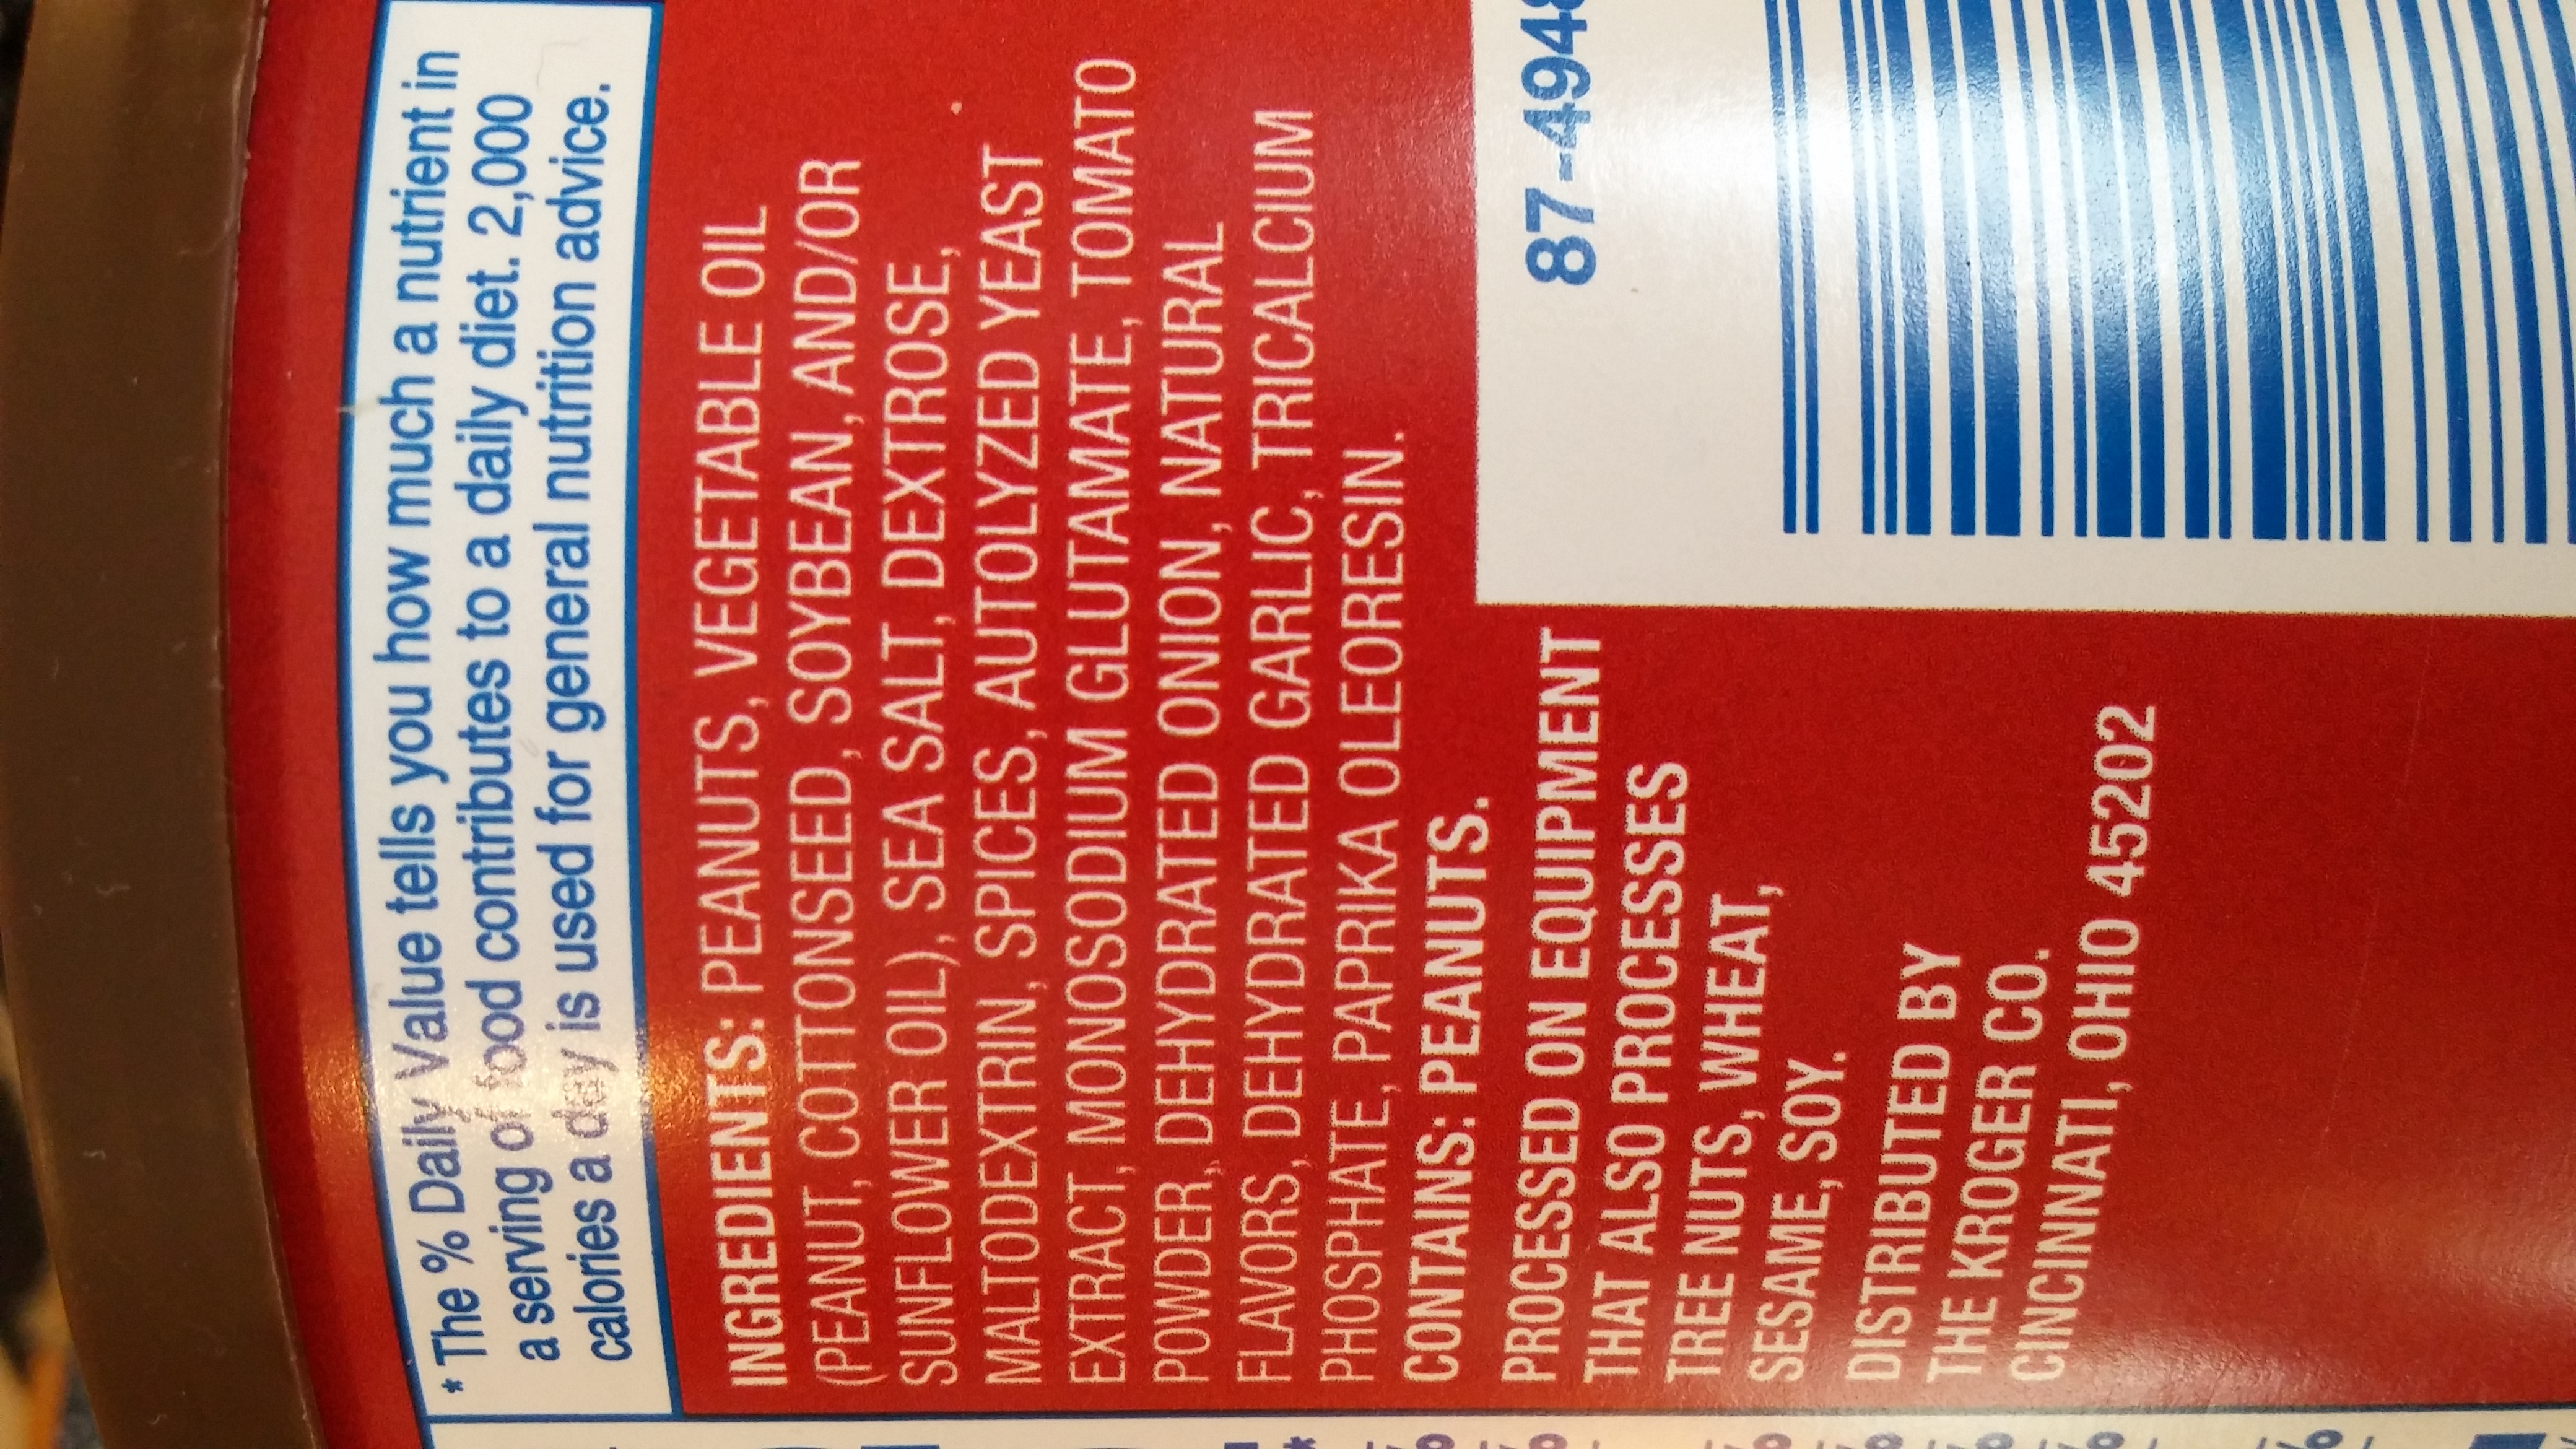 * The % Daily Value tells you how much a nutrient in
a serving of food contributes to a daily diet. 2,000
calories a day is used for general nutrition advice.
INGREDIENTS: PEANUTS, VEGETABLE OIL
(PEANUT, COTTONSEED, SOYBEAN, AND/OR
SUNFLOWER OIL), SEA SALT, DEXTROSE,
MALTODEXTRIN, SPICES, AUTOLYZED YEAST
EXTRACT, MONOSODIUM GLUTAMATE, TOMATO
POWDER, DEHYDRATED ONION, NATURAL
FLAVORS, DEHYDRATED GARLIC, TRICALCIUM
PHOSPHATE, PAPRIKA OLEORESIN.
CONTAINS: PEANUTS.
PROCESSED ON EQUIPMENT
THAT ALSO PROCESSES
TREE NUTS, WHEAT,
SESAME, SOY.
DISTRIBUTED BY
THE KROGER CO.
CINCINNATI, OHIO 45202
87-494